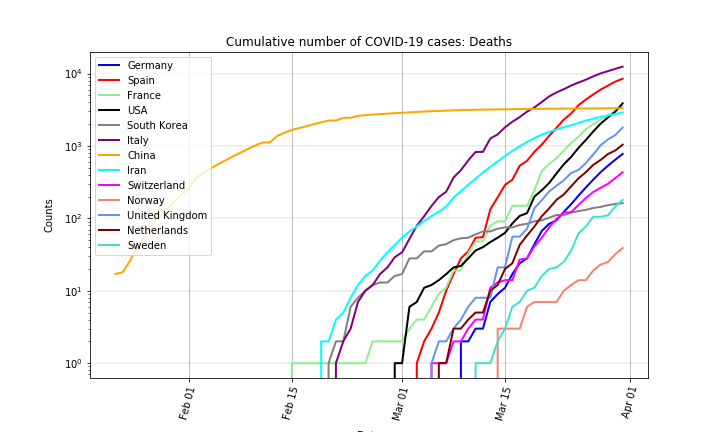 Cumulative number of COVID-19 cases: Deaths
Counts
10⁴
10³
10²
10¹
10⁰
Germany
Spain
France
USA
South Korea
Italy
China
Iran
Switzerland
Norway
United Kingdom
Netherlands
Sweden
Feb 01
Feb 15
Mar 01
Mar 15
Apr 01